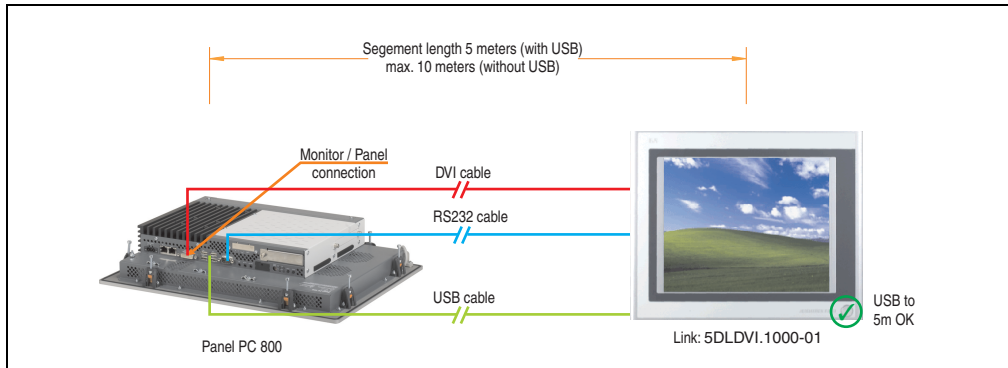 Segement length 5 meters (with USB)
max. 10 meters (without USB)
Monitor / Panel
connection
DVI cable
RS232 cable
USB cable
USB to
5m OK
Panel PC 800
Link: 5DLDVI.1000-01